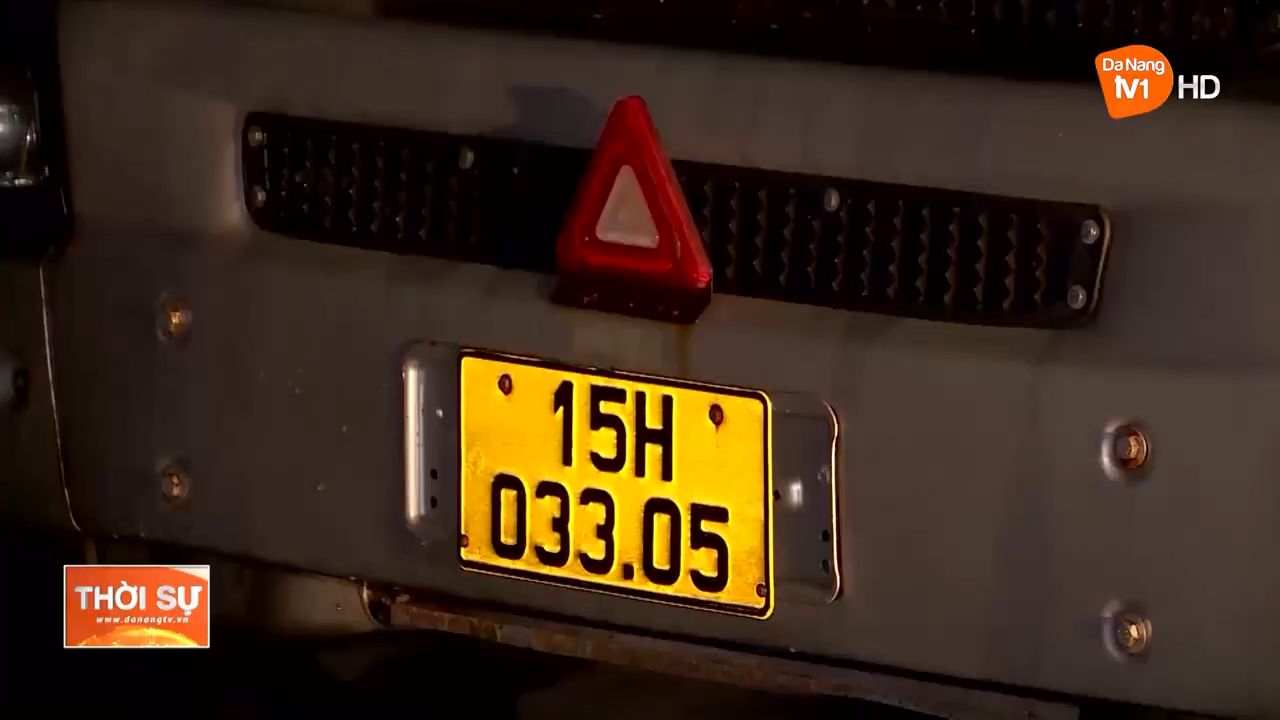 Da Nang
TV1 HD
15H
033.05
THỜI SỰ
www.danangtv.vn